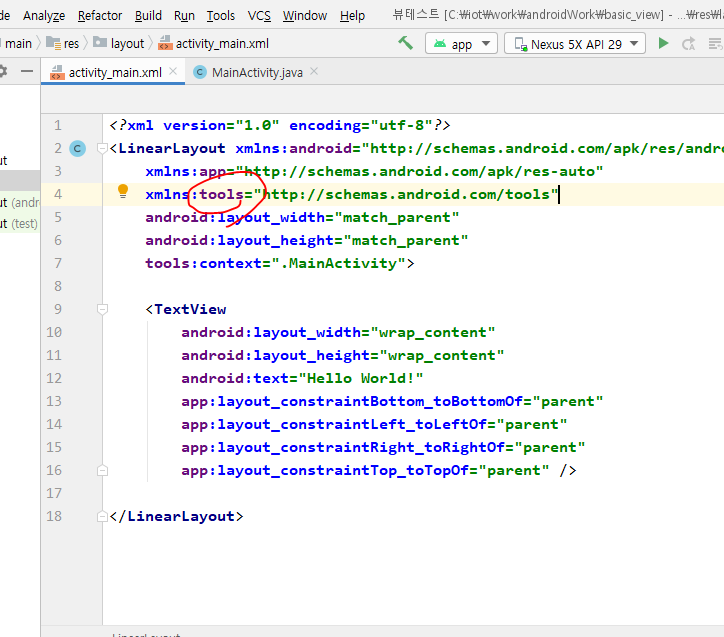 de Analyze Refactor Build Run Tools VCS Window Help 뷰테스트 [C:₩iot₩work₩androidWork₩basic_view] - ...₩res₩l
main res layout activity_main.xml app Nexus 5X API 29
activity_main.xml MainActivity.java
1 <?xml version="1.0" encoding="utf-8"?>
2 C <LinearLayout xmlns:android="http://schemas.android.com/apk/res/andro
ut 3 xmlns:app="http://schemas.android.com/apk/res-auto"
4 xmlns:tools="http://schemas.android.com/tools"
ut (andr 5 android:layout_width="match_parent"
ut (test) 6 android:layout_height="match_parent"
7 tools:context=".MainActivity">
8
9 <TextView
10 android:layout_width="wrap_content"
11 android:layout_height="wrap_content"
12 android:text="Hello World!"
13 app:layout_constraintBottom_toBottomOf="parent"
14 app:layout_constraintLeft_toLeftOf="parent"
15 app:layout_constraintRight_toRightOf="parent"
16 app:layout_constraintTop_toTopOf="parent" />
17
18 </LinearLayout>
LinearLayout